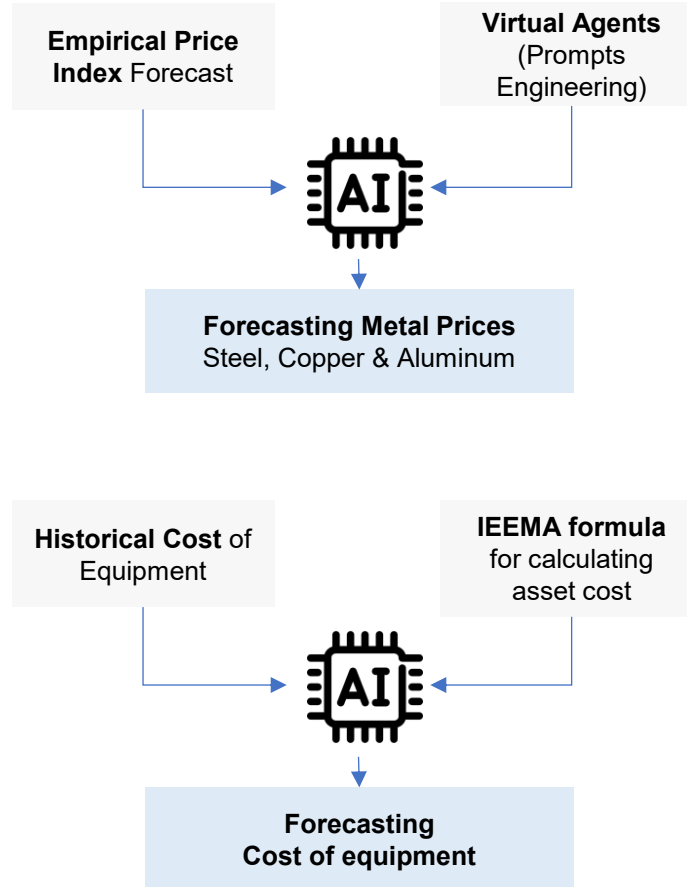 Empirical Price
Index Forecast
Virtual Agents
(Prompts
Engineering)
AI
Forecasting Metal Prices
Steel, Copper & Aluminum
Historical Cost of
Equipment
IEEMA formula
for calculating
asset cost
AI
Forecasting
Cost of equipment